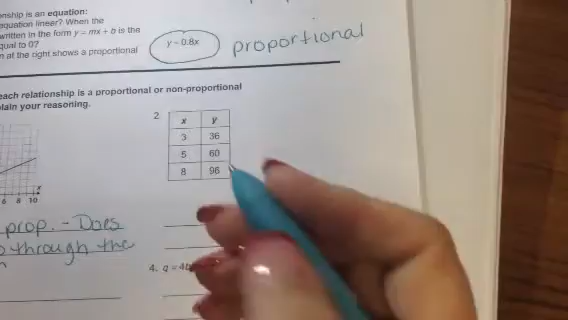 nship is an equation:
equation linear? When the
written in the form y = mx + b is the
qual to 0?
n at the right shows a proportional
y = 0.8x
proportional
each relationship is a proportional or non-proportional
plain your reasoning.
2.
x y
3 36
5 60
8 96
x
6 8 10
prop. - Does
through the
4. q = 4